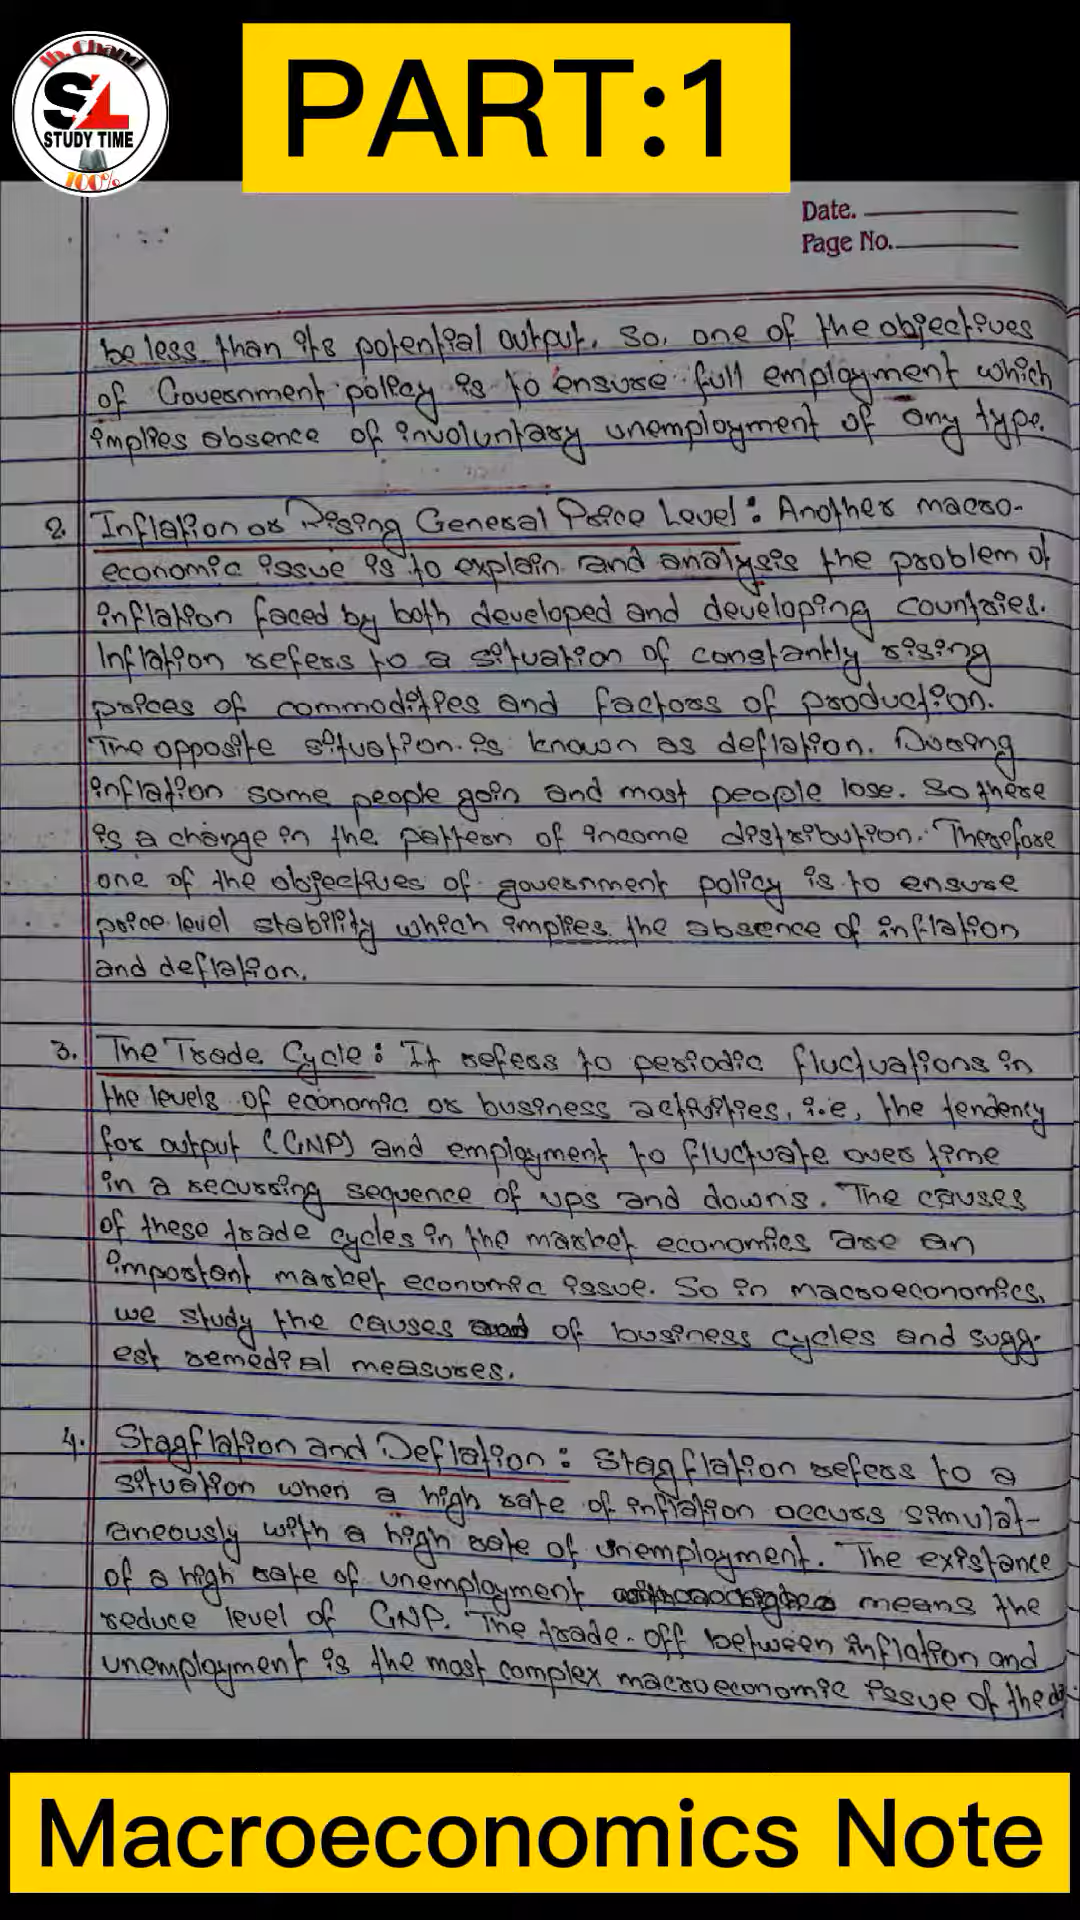 PART:1
Mr. Chand
SL
STUDY TIME
100%
Date.
Page No.
be less than its potential output. So, one of the objectives
of Government policy is to ensure full employment which
implies absence of involuntary unemployment of any type.
2. Inflation or Rising General Price Level: Another macro-
economic issue is to explain and analysis the problem of
inflation faced by both developed and developing countries.
Inflation refers to a situation of constantly rising
prices of commodities and factors of production.
The opposite situation is known as deflation. During
inflation some people gain and most people lose. So there
is a change in the pattern of income distribution. Therefore
one of the objectives of government policy is to ensure
price level stability which implies the absence of inflation
and deflation.
3. The Trade Cycle: It refers to periodic fluctuations in
the levels of economic or business activities, i.e, the tendency
for output (GNP) and employment to fluctuate over time
in a recurring sequence of ups and downs. The causes
of these trade cycles in the market economics are an
important market economic issue. So in macroeconomics,
we study the causes and of business cycles and sugg-
est remedial measures.
4. Stagflation and Deflation: Stagflation refers to a
situation when a high rate of inflation occurs simulat-
aneously with a high rate of unemployment. The existance
of a high rate of unemployment means the
reduce level of GNP. The trade-off between inflation and
unemployment is the most complex macroeconomic issue of the
Macroeconomics Note